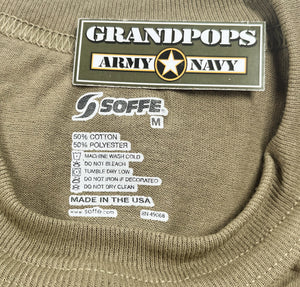 GRANDPOPS
ARMY NAVY
SOFFE
M
50% COTTON
50% POLYESTER
MACHINE WASH COLD
DO NOT BLEACH
TUMBLE DRY LOW
DO NOT IRON IF DECORATED
DO NOT DRY CLEAN
MADE IN THE USA
www.soffe.com